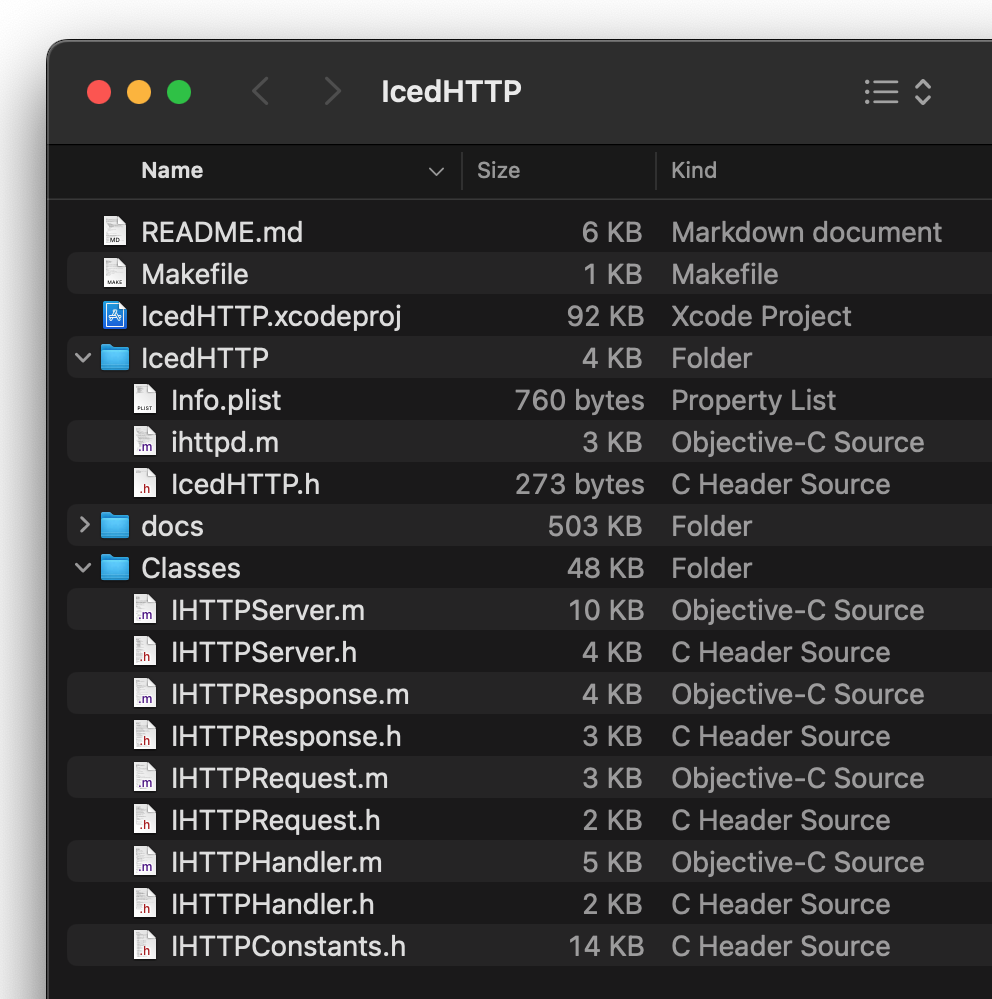 IcedHTTP
Name Size Kind
README.md 6 KB Markdown document
Makefile 1 KB Makefile
IcedHTTP.xcodeproj 92 KB Xcode Project
IcedHTTP 4 KB Folder
Info.plist 760 bytes Property List
ihttpd.m 3 KB Objective-C Source
IcedHTTP.h 273 bytes C Header Source
docs 503 KB Folder
Classes 48 KB Folder
IHTTPServer.m 10 KB Objective-C Source
IHTTPServer.h 4 KB C Header Source
IHTTPResponse.m 4 KB Objective-C Source
IHTTPResponse.h 3 KB C Header Source
IHTTPRequest.m 3 KB Objective-C Source
IHTTPRequest.h 2 KB C Header Source
IHTTPHandler.m 5 KB Objective-C Source
IHTTPHandler.h 2 KB C Header Source
IHTTPConstants.h 14 KB C Header Source